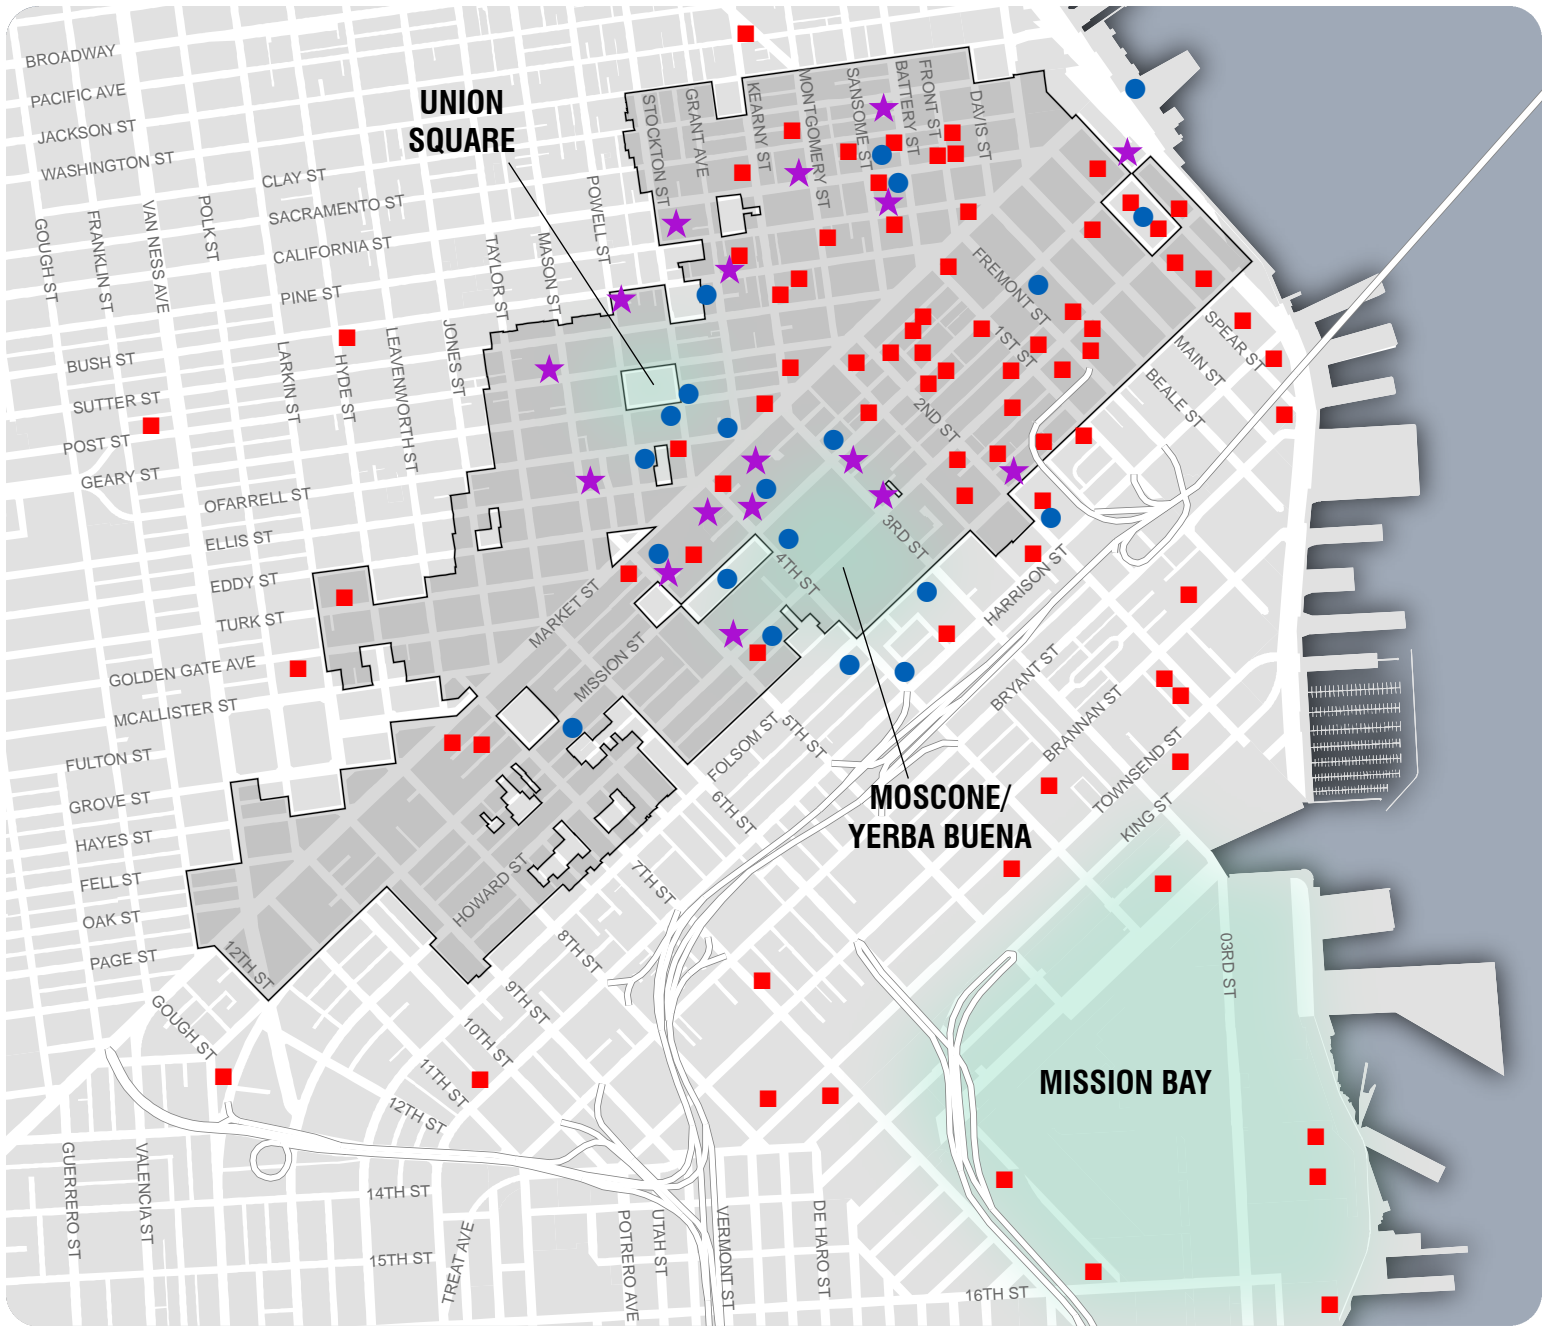 BROADWAY
PACIFIC AVE
JACKSON ST
WASHINGTON ST
CLAY ST
SACRAMENTO ST
CALIFORNIA ST
PINE ST
BUSH ST
SUTTER ST
POST ST
GEARY ST
OFARRELL ST
ELLIS ST
EDDY ST
TURK ST
GOLDEN GATE AVE
MCALLISTER ST
FULTON ST
GROVE ST
HAYES ST
FELL ST
OAK ST
PAGE ST
GOUGH ST
FRANKLIN ST
VAN NESS AVE
POLK ST
LARKIN ST
HYDE ST
LEAVENWORTH ST
JONES ST
TAYLOR ST
MASON ST
POWELL ST
STOCKTON ST
GRANT AVE
KEARNY ST
MONTGOMERY ST
SANSOME ST
BATTERY ST
FRONT ST
DAVIS ST
UNION
SQUARE
FREMONT ST
1ST ST
2ND ST
3RD ST
4TH ST
5TH ST
6TH ST
7TH ST
8TH ST
9TH ST
10TH ST
11TH ST
12TH ST
12TH ST
GOUGH ST
SPEAR ST
MAIN ST
BEALE ST
MARKET ST
MISSION ST
HOWARD ST
FOLSOM ST
HARRISON ST
BRYANT ST
BRANNAN ST
TOWNSEND ST
KING ST
MOSCONE/
YERBA BUENA
03RD ST
MISSION BAY
GUERRERO ST
VALENCIA ST
14TH ST
15TH ST
TREAT AVE
POTRERO AVE
UTAH ST
VERMONT ST
DE HARO ST
16TH ST